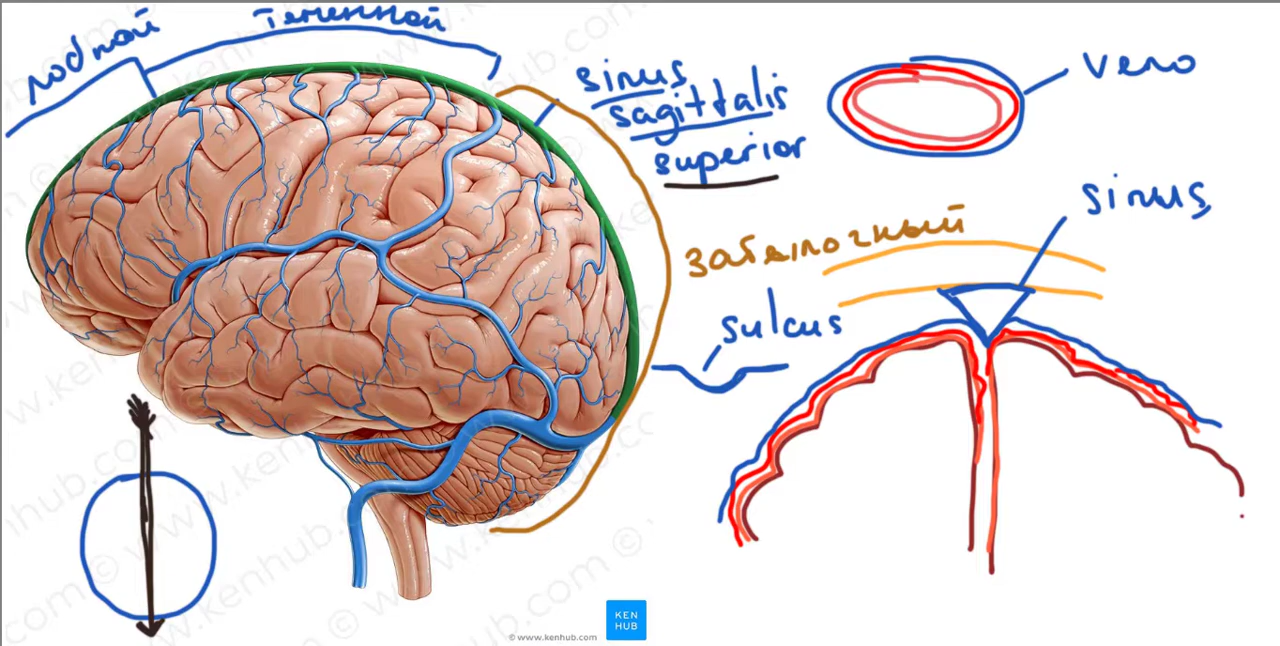 лобной
теменной
sinus
sagittalis
superior
vena
sinus
затылочный
sulcus
KEN
HUB
© www.kenhub.com